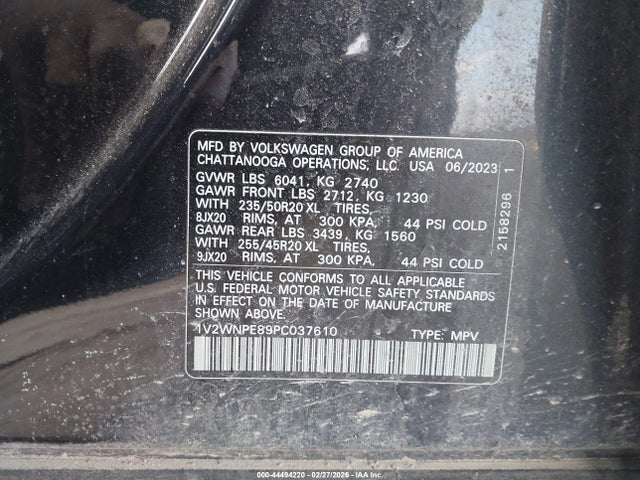 MFD BY VOLKSWAGEN GROUP OF AMERICA
CHATTANOOGA OPERATIONS, LLC. USA 06/2023
GVWR LBS 6041, KG 2740
GAWR FRONT LBS 2712, KG 1230
WITH 235/50R20 XL TIRES,
8JX20 RIMS, AT 300 KPA, 44 PSI COLD
GAWR REAR LBS 3439, KG 1560
WITH 255/45R20 XL TIRES,
9JX20 RIMS, AT 300 KPA, 44 PSI COLD
THIS VEHICLE CONFORMS TO ALL APPLICABLE
U.S. FEDERAL MOTOR VEHICLE SAFETY STANDARDS
IN EFFECT ON THE DATE OF MANUFACTURE
SHOWN ABOVE.
1V2WNPE89PC037610 TYPE: MPV
2158296 1
000-44494220 - 02/27/2026 - IAA Inc.